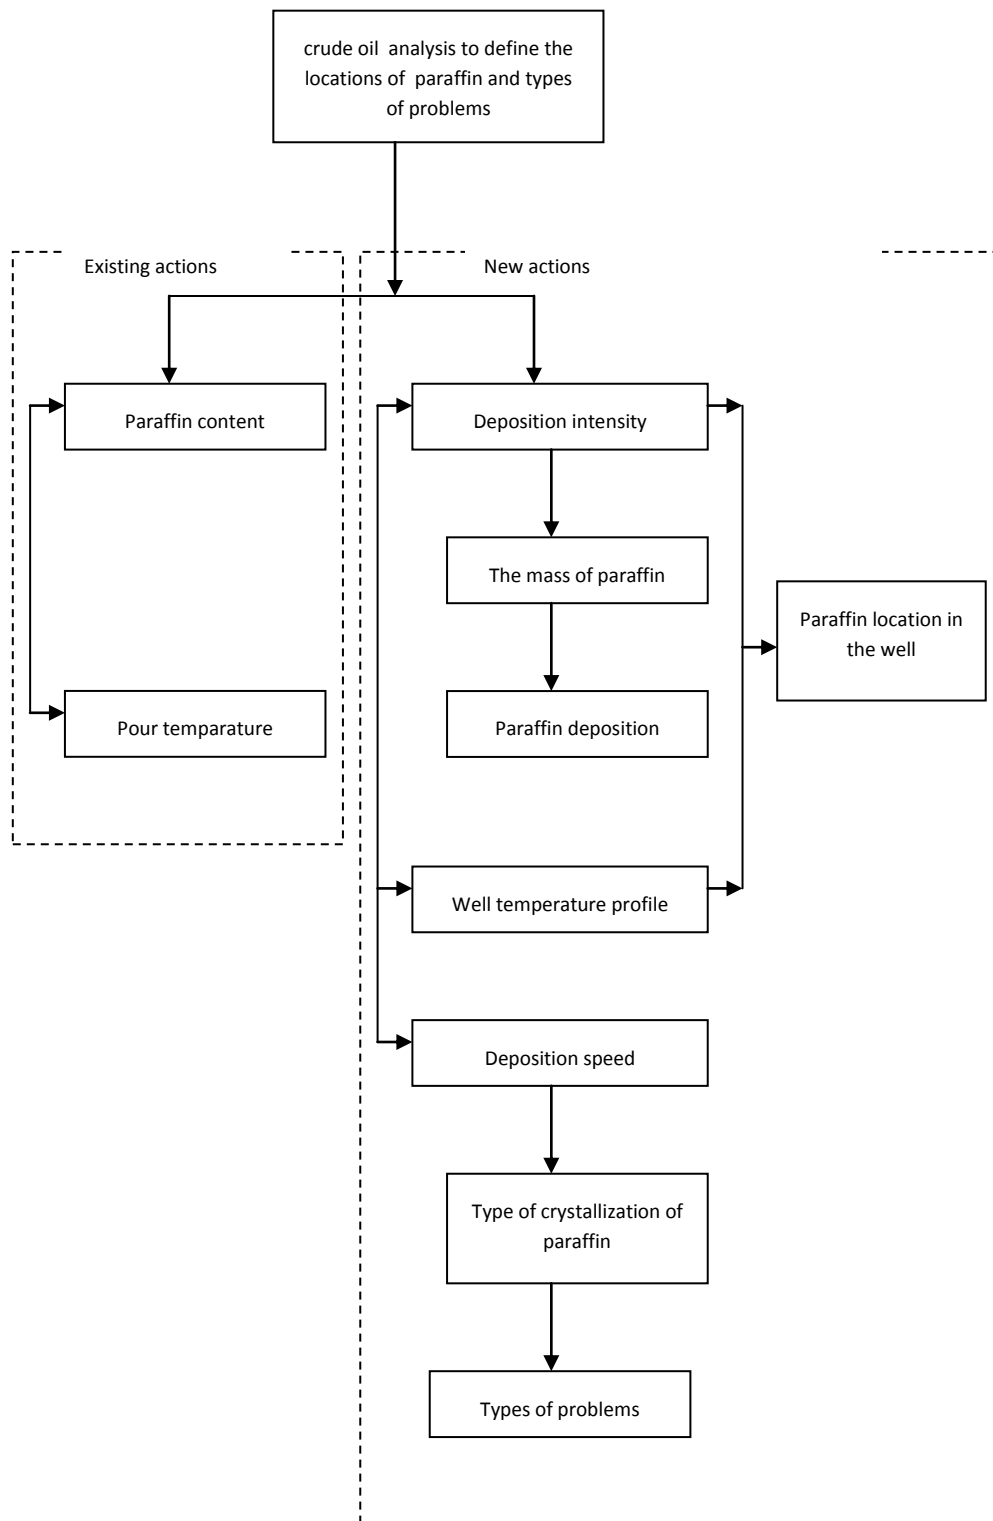 crude oil  analysis to define the
locations of  paraffin and types
of problems
Existing actions
New actions
Paraffin content
Deposition intensity
The mass of paraffin
Paraffin location in
the well
Pour temparature
Paraffin deposition
Well temperature profile
Deposition speed
Type of crystallization of
paraffin
Types of problems